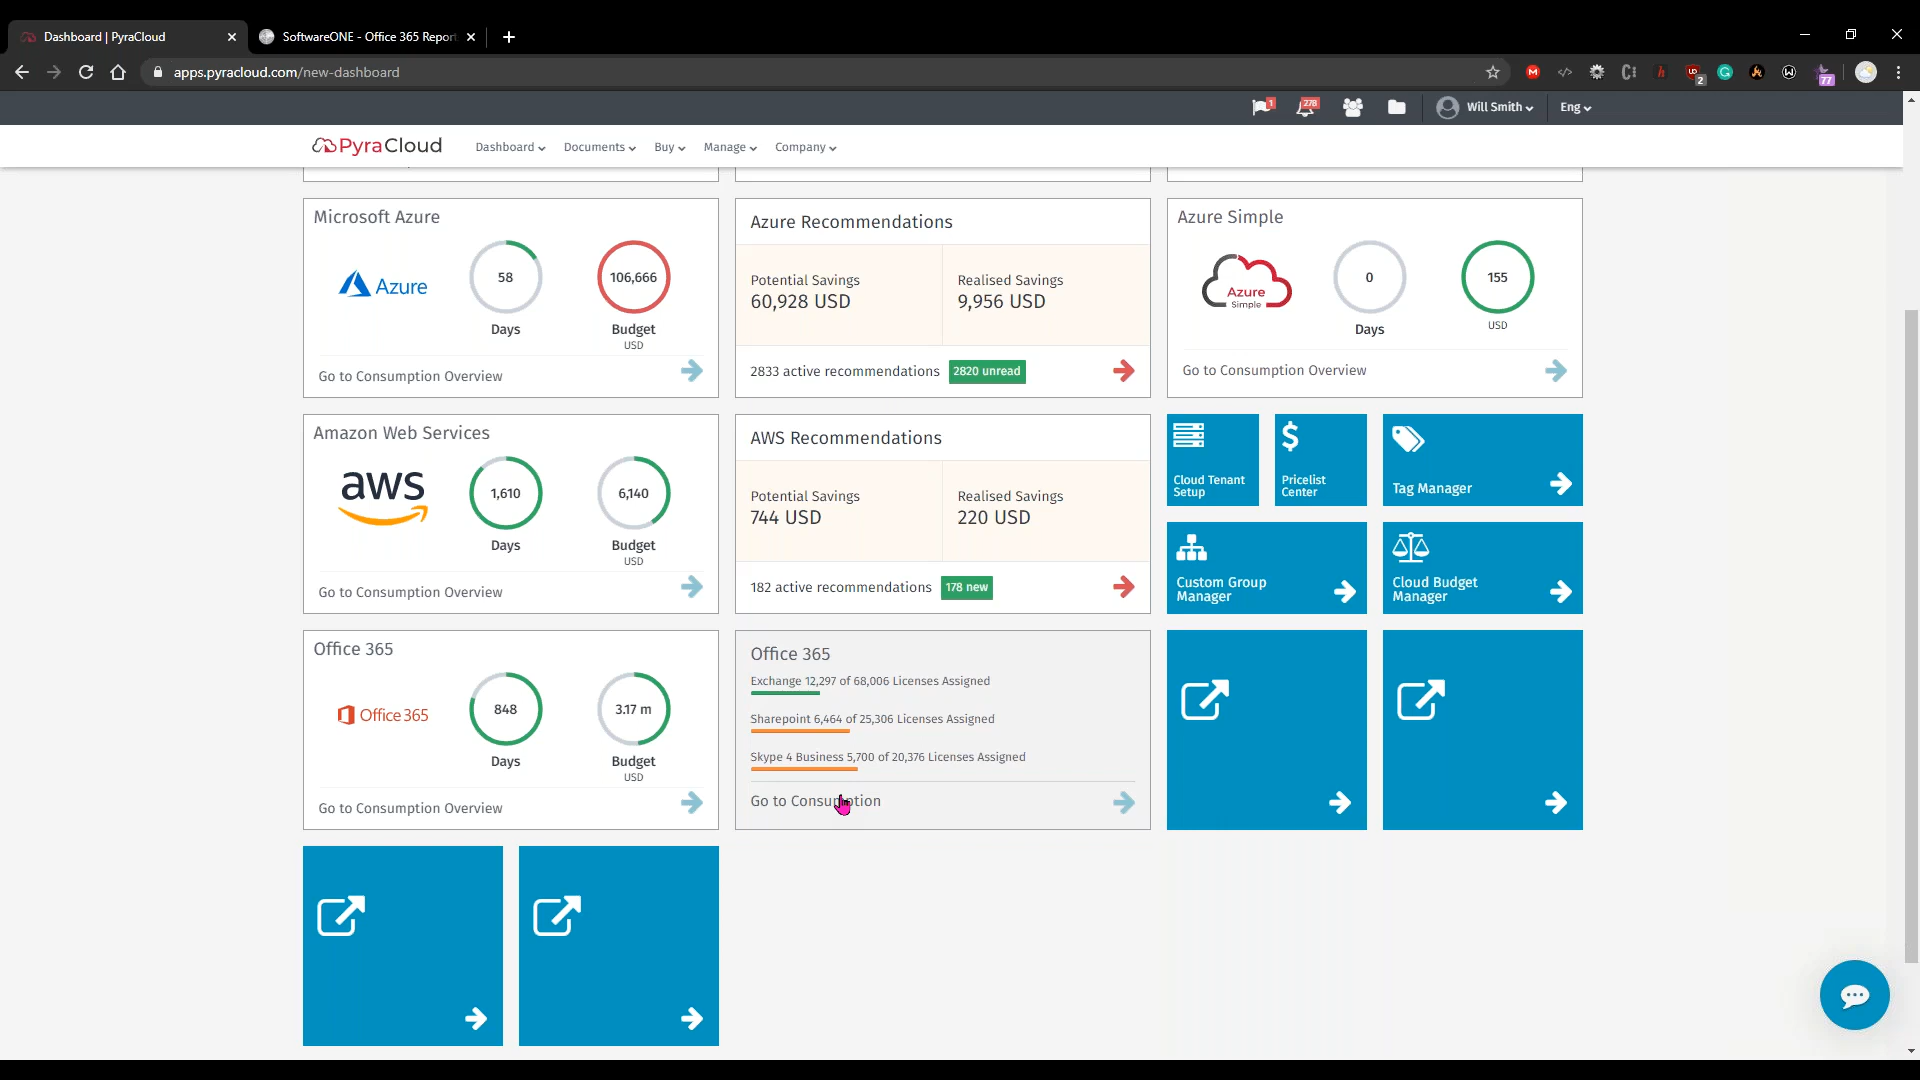 Dashboard | PyraCloud
SoftwareONE - Office 365 Report
apps.pyracloud.com/new-dashboard
2
77
1
278
Will Smith
Eng
PyraCloud
Dashboard
Documents
Buy
Manage
Company
Microsoft Azure
Azure
58
Days
106,666
Budget
USD
Go to Consumption Overview
Azure Recommendations
Potential Savings
60,928 USD
Realised Savings
9,956 USD
2833 active recommendations
2820 unread
Azure Simple
Azure
Simple
0
Days
155
USD
Go to Consumption Overview
Amazon Web Services
aws
1,610
Days
6,140
Budget
USD
Go to Consumption Overview
AWS Recommendations
Potential Savings
744 USD
Realised Savings
220 USD
182 active recommendations
178 new
Cloud Tenant
Setup
Pricelist
Center
Tag Manager
Custom Group
Manager
Cloud Budget
Manager
Office 365
Office 365
848
Days
3.17 m
Budget
USD
Go to Consumption Overview
Office 365
Exchange 12,297 of 68,006 Licenses Assigned
Sharepoint 6,464 of 25,306 Licenses Assigned
Skype 4 Business 5,700 of 20,376 Licenses Assigned
Go to Consumption